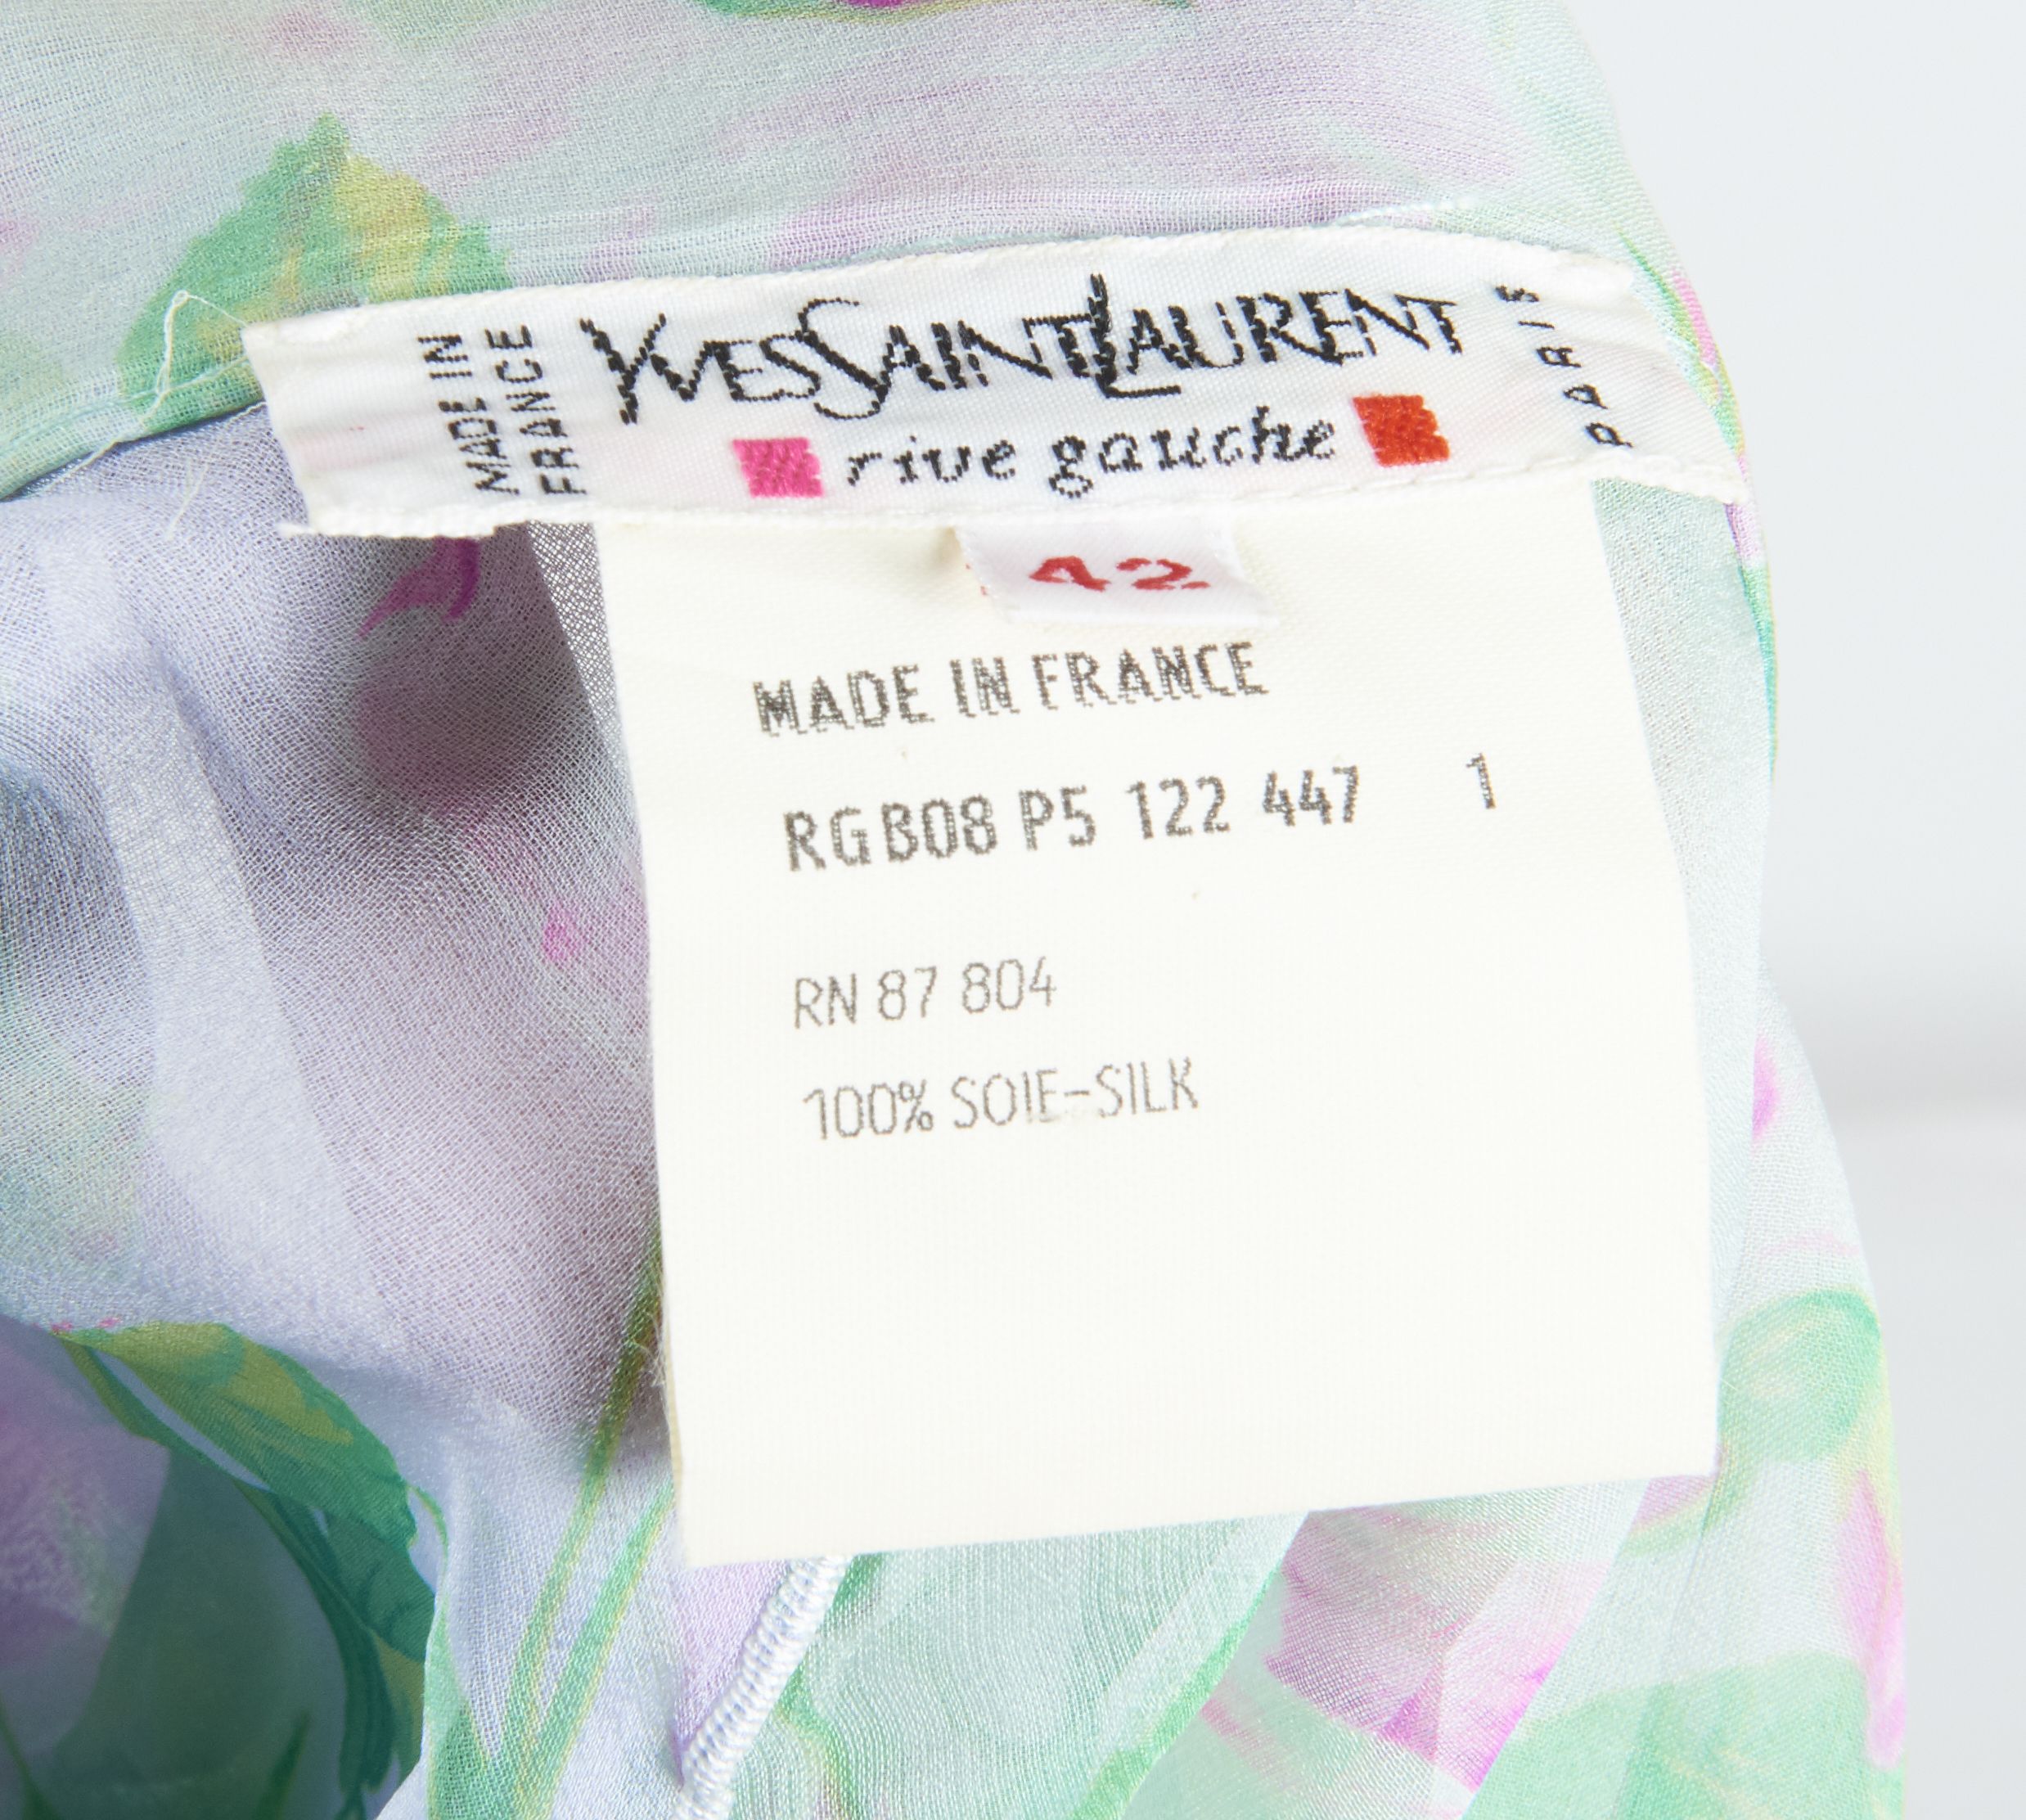 MADE IN
FRANCE
YVES SAINT LAURENT
rive gauche
PARIS
42
MADE IN FRANCE
RGB08 P5 122 447 1
RN 87 804
100% SOIE-SILK